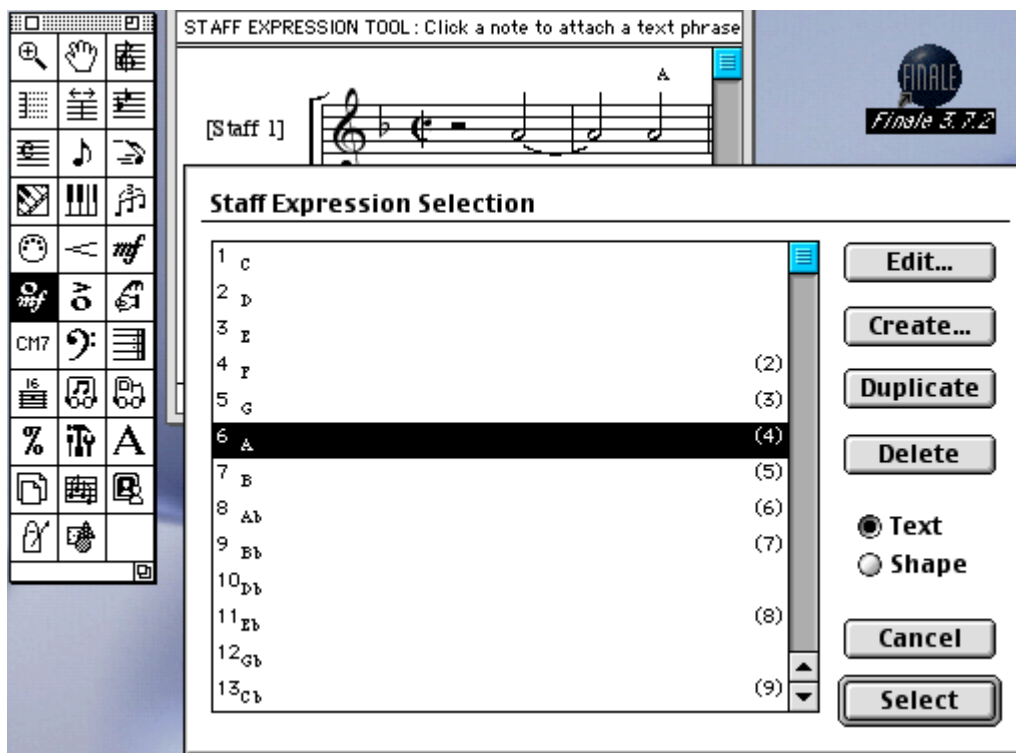 STAFF EXPRESSION TOOL: Click a note to attach a text phrase
A
[Staff 1]
FINALE
Finale 3.7.2
Staff Expression Selection
1 C
2 D
3 E
4 F (2)
5 G (3)
6 A (4)
7 B (5)
8 Ab (6)
9 Bb (7)
10 Db
11 Eb (8)
12 Gb
13 Cb (9)
Edit...
Create...
Duplicate
Delete
Text
Shape
Cancel
Select
mf
mf
CM7
16
%
A
3